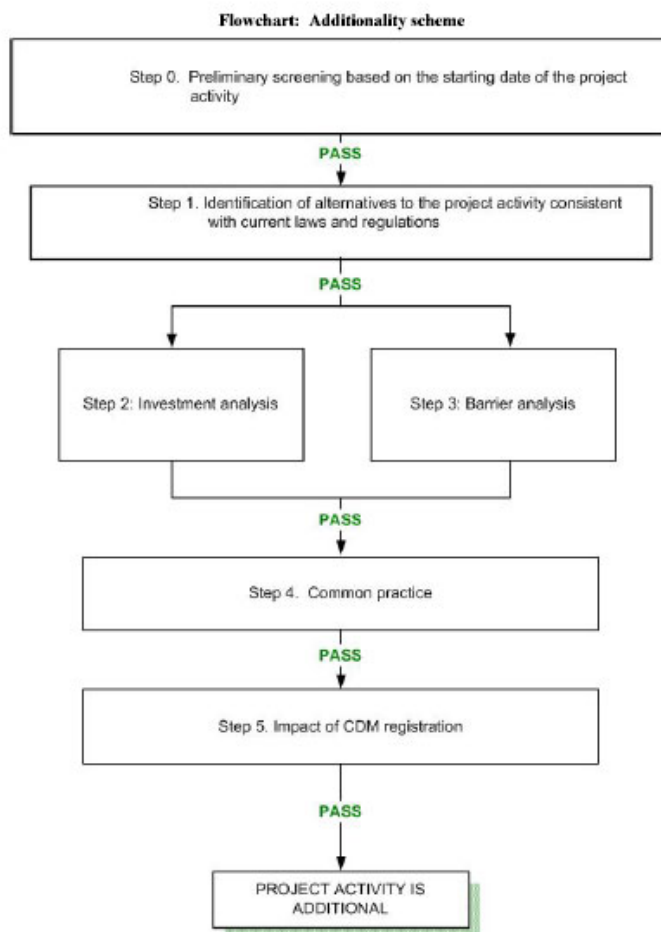 Flowchart: Additionality scheme
Step 0. Preliminary screening based on the starting date of the project
activity
PASS
Step 1. Identification of alternatives to the project activity consistent
with current laws and regulations
PASS
Step 2: Investment analysis
Step 3: Barrier analysis
PASS
Step 4. Common practice
PASS
Step 5. Impact of CDM registration
PASS
PROJECT ACTIVITY IS
ADDITIONAL